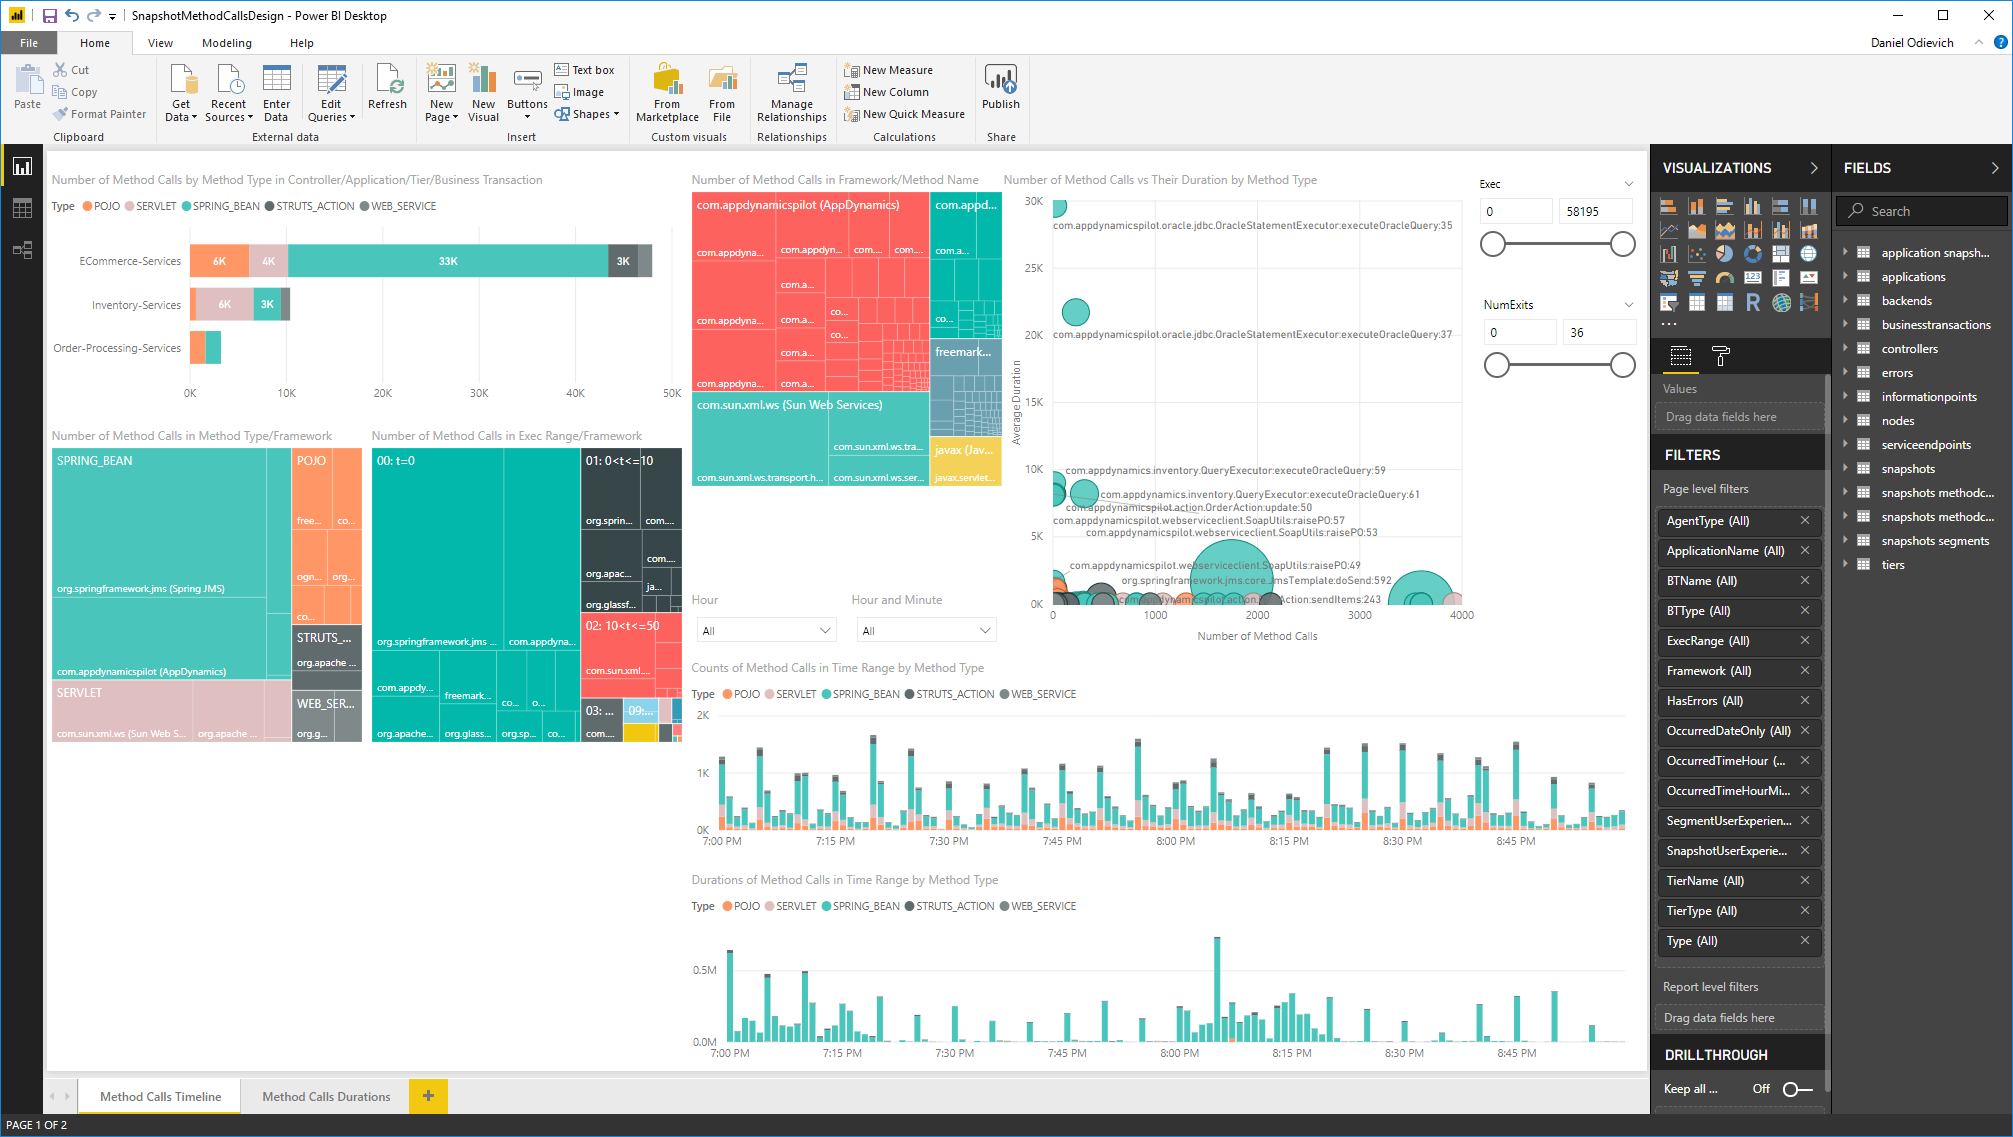 SnapshotMethodCallsDesign - Power BI Desktop
File Home View Modeling Help
Daniel Odievich
Paste
Cut
Copy
Format Painter
Clipboard
Get Data
Recent Sources
Enter Data
Edit Queries
Refresh
External data
New Page
New Visual
Buttons
Text box
Image
Shapes
Insert
From Marketplace
From File
Custom visuals
Manage Relationships
Relationships
New Measure
New Column
New Quick Measure
Calculations
Publish
Share
Number of Method Calls by Method Type in Controller/Application/Tier/Business Transaction
Type POJO SERVLET SPRING_BEAN STRUTS_ACTION WEB_SERVICE
ECommerce-Services 6K 4K 33K 3K
Inventory-Services 6K 3K
Order-Processing-Services
0K 10K 20K 30K 40K 50K
Number of Method Calls in Method Type/Framework
SPRING_BEAN
org.springframework.jms (Spring JMS)
com.appdynamicspilot (AppDynamics)
SERVLET
com.sun.xml.ws (Sun Web S...
org.apache ...
POJO
free...
co...
ogn...
org...
co...
STRUTS_...
org.apache ...
WEB_SER...
org.g...
Number of Method Calls in Exec Range/Framework
00: t=0
org.springframework.jms ...
com.appdyna...
com.appdy...
freemark...
co...
o...
org.apache...
org.glass...
org.sp...
co...
01: 0<t<=10
org.sprin...
com....
org.apac...
com....
ja...
org.glassf...
02: 10<t<=50
com.sun.xml....
03: ...
com....
09:...
Number of Method Calls in Framework/Method Name
com.appdynamicspilot (AppDynamics)
com.appdyna...
com.appdyn...
com....
com...
com.appdyna...
com.a...
com.appdyna...
com.a...
co...
co...
com.a...
com.appdyna...
com.a...
com.appd...
com.a...
co...
freemark...
com.sun.xml.ws (Sun Web Services)
com.sun.xml.ws.transport.h...
com.sun.xml.ws.tra...
com.sun.xml.ws.ser...
javax (Jav...
javax.servlet...
Number of Method Calls vs Their Duration by Method Type
Average Duration
30K
com.appdynamicspilot.oracle.jdbc.OracleStatementExecutor:executeOracleQuery:35
25K
20K
com.appdynamicspilot.oracle.jdbc.OracleStatementExecutor:executeOracleQuery:37
15K
10K
com.appdynamics.inventory.QueryExecutor:executeOracleQuery:59
com.appdynamics.inventory.QueryExecutor:executeOracleQuery:61
com.appdynamicspilot.action.OrderAction:update:50
com.appdynamicspilot.webserviceclient.SoapUtils:raisePO:57
com.appdynamicspilot.webserviceclient.SoapUtils:raisePO:53
5K
com.appdynamicspilot.webserviceclient.SoapUtils:raisePO:49
org.springframework.jms.core.JmsTemplate:doSend:592
Action:sendItems:243
0K
0 1000 2000 3000 4000
Number of Method Calls
Exec
0 58195
NumExits
0 36
Hour
All
Hour and Minute
All
Counts of Method Calls in Time Range by Method Type
Type POJO SERVLET SPRING_BEAN STRUTS_ACTION WEB_SERVICE
2K
1K
0K
7:00 PM 7:15 PM 7:30 PM 7:45 PM 8:00 PM 8:15 PM 8:30 PM 8:45 PM
Durations of Method Calls in Time Range by Method Type
Type POJO SERVLET SPRING_BEAN STRUTS_ACTION WEB_SERVICE
0.5M
0.0M
7:00 PM 7:15 PM 7:30 PM 7:45 PM 8:00 PM 8:15 PM 8:30 PM 8:45 PM
VISUALIZATIONS
123
R
...
Values
Drag data fields here
FILTERS
Page level filters
AgentType (All)
ApplicationName (All)
BTName (All)
BTType (All)
ExecRange (All)
Framework (All)
HasErrors (All)
OccurredDateOnly (All)
OccurredTimeHour (...
OccurredTimeHourMi...
SegmentUserExperien...
SnapshotUserExperie...
TierName (All)
TierType (All)
Type (All)
Report level filters
Drag data fields here
DRILLTHROUGH
Keep all ... Off
FIELDS
Search
application snapsh...
applications
backends
businesstransactions
controllers
errors
informationpoints
nodes
serviceendpoints
snapshots
snapshots methodc...
snapshots methodc...
snapshots segments
tiers
Method Calls Timeline
Method Calls Durations
+
PAGE 1 OF 2